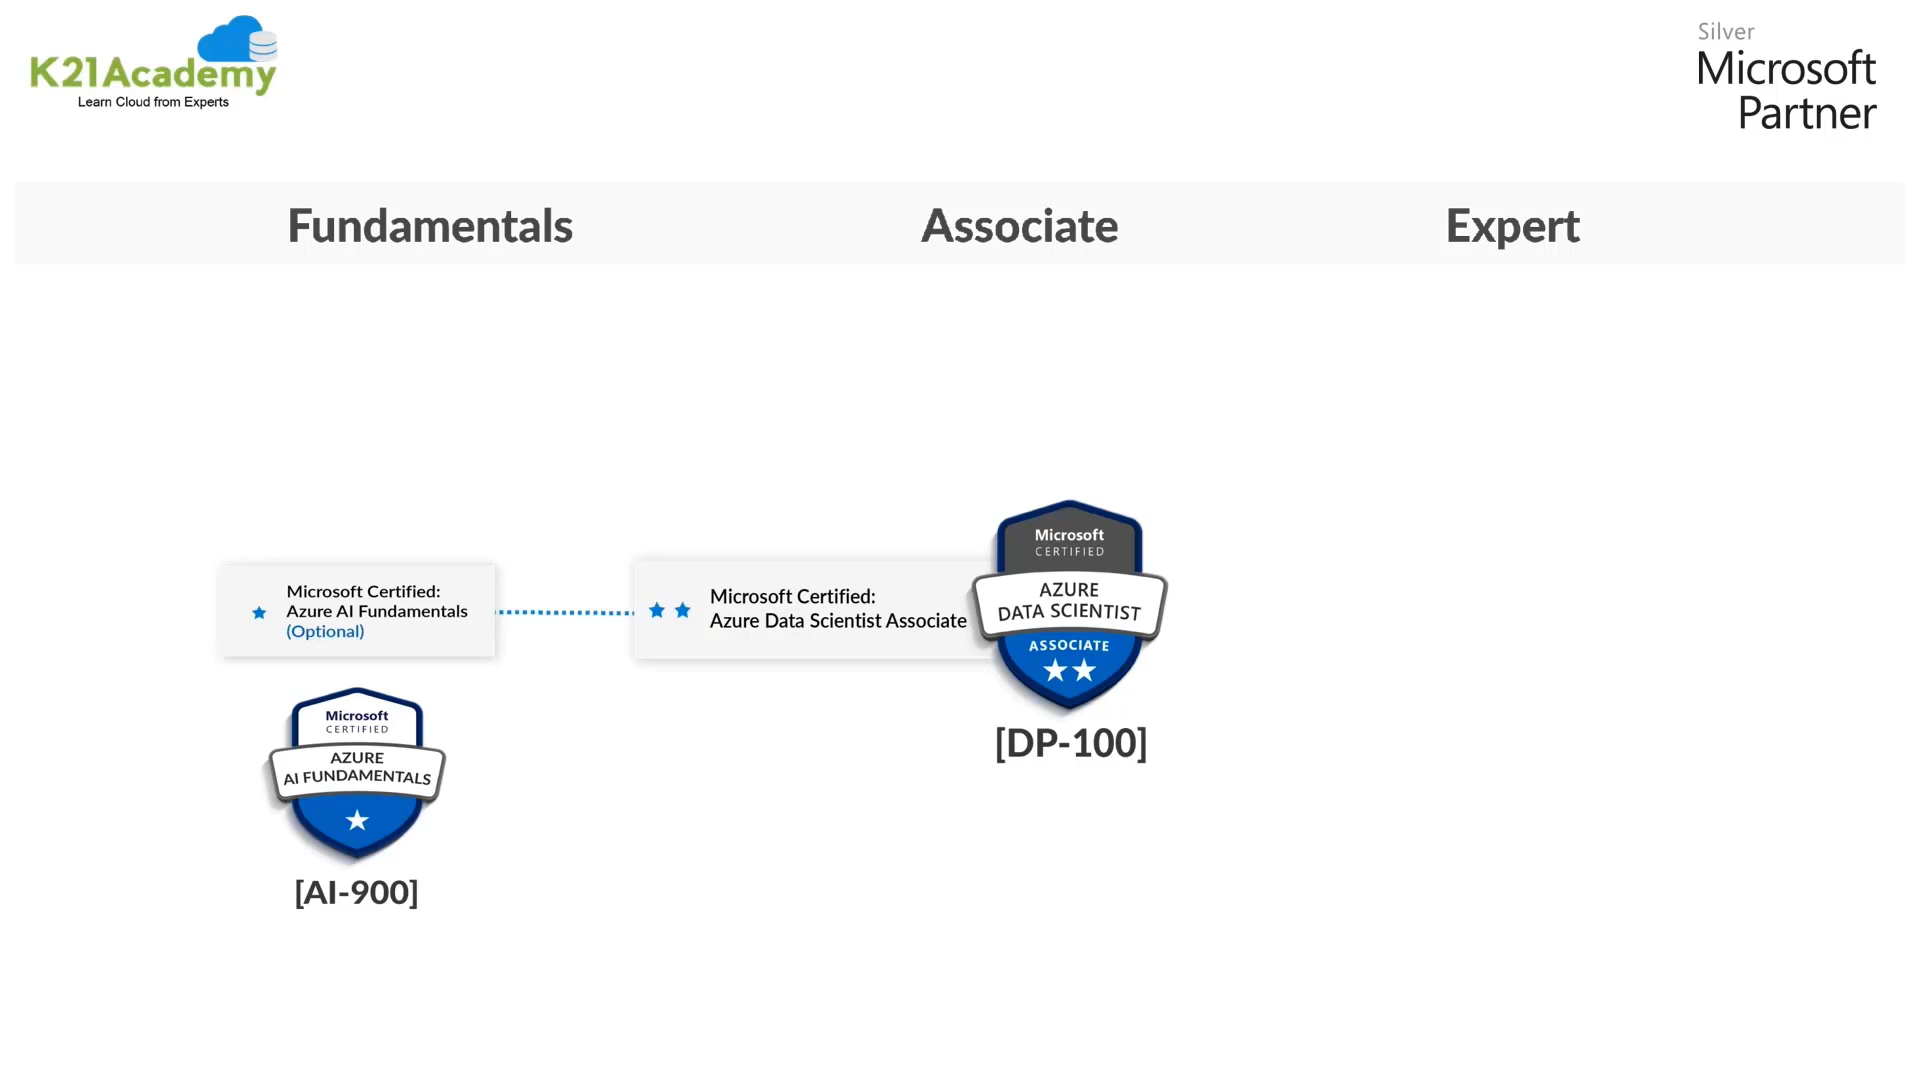 K21Academy
Learn Cloud from Experts
Silver
Microsoft
Partner
Fundamentals
Associate
Expert
Microsoft Certified:
Azure AI Fundamentals
(Optional)
Microsoft
CERTIFIED
AZURE
AI FUNDAMENTALS
[AI-900]
Microsoft Certified:
Azure Data Scientist Associate
Microsoft
CERTIFIED
AZURE
DATA SCIENTIST
ASSOCIATE
[DP-100]